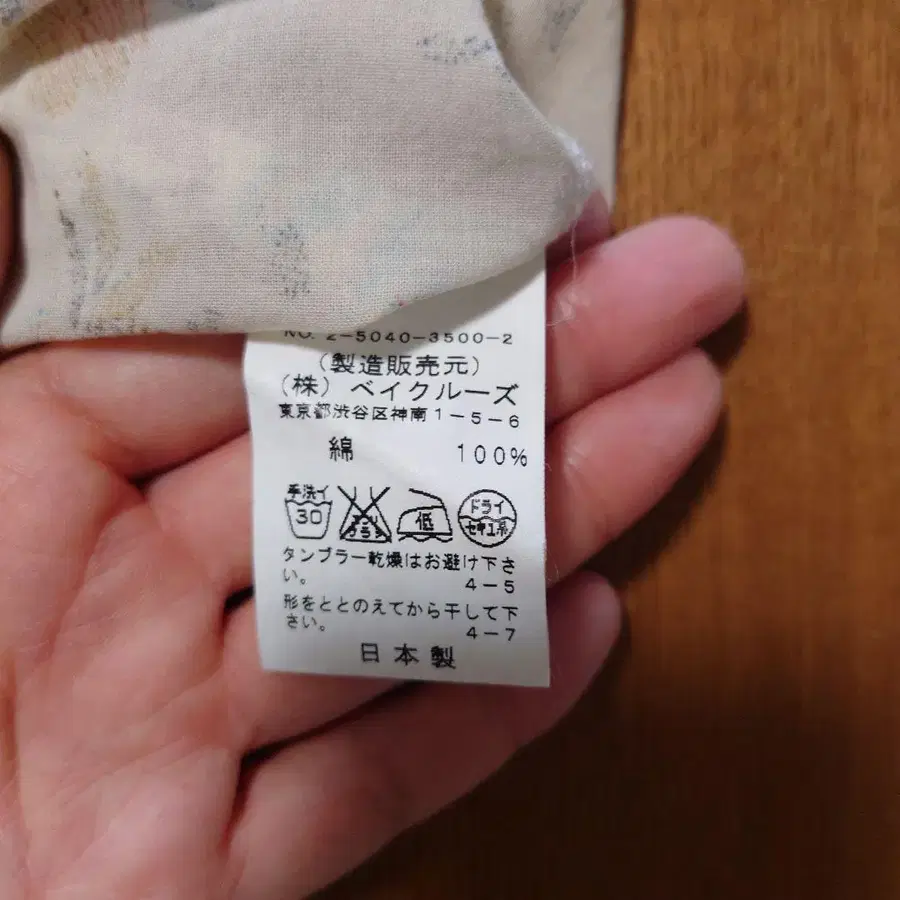 NO. 2-5040-3500-2
(製造販売元)
(株) ベイクルーズ
東京都渋谷区神南1-5-6
綿 100%
手洗イ
30
低
ドライ
セキユ系
タンブラー乾燥はお避け下さ
い。 4-5
形をととのえてから干して下
さい。 4-7
日本製